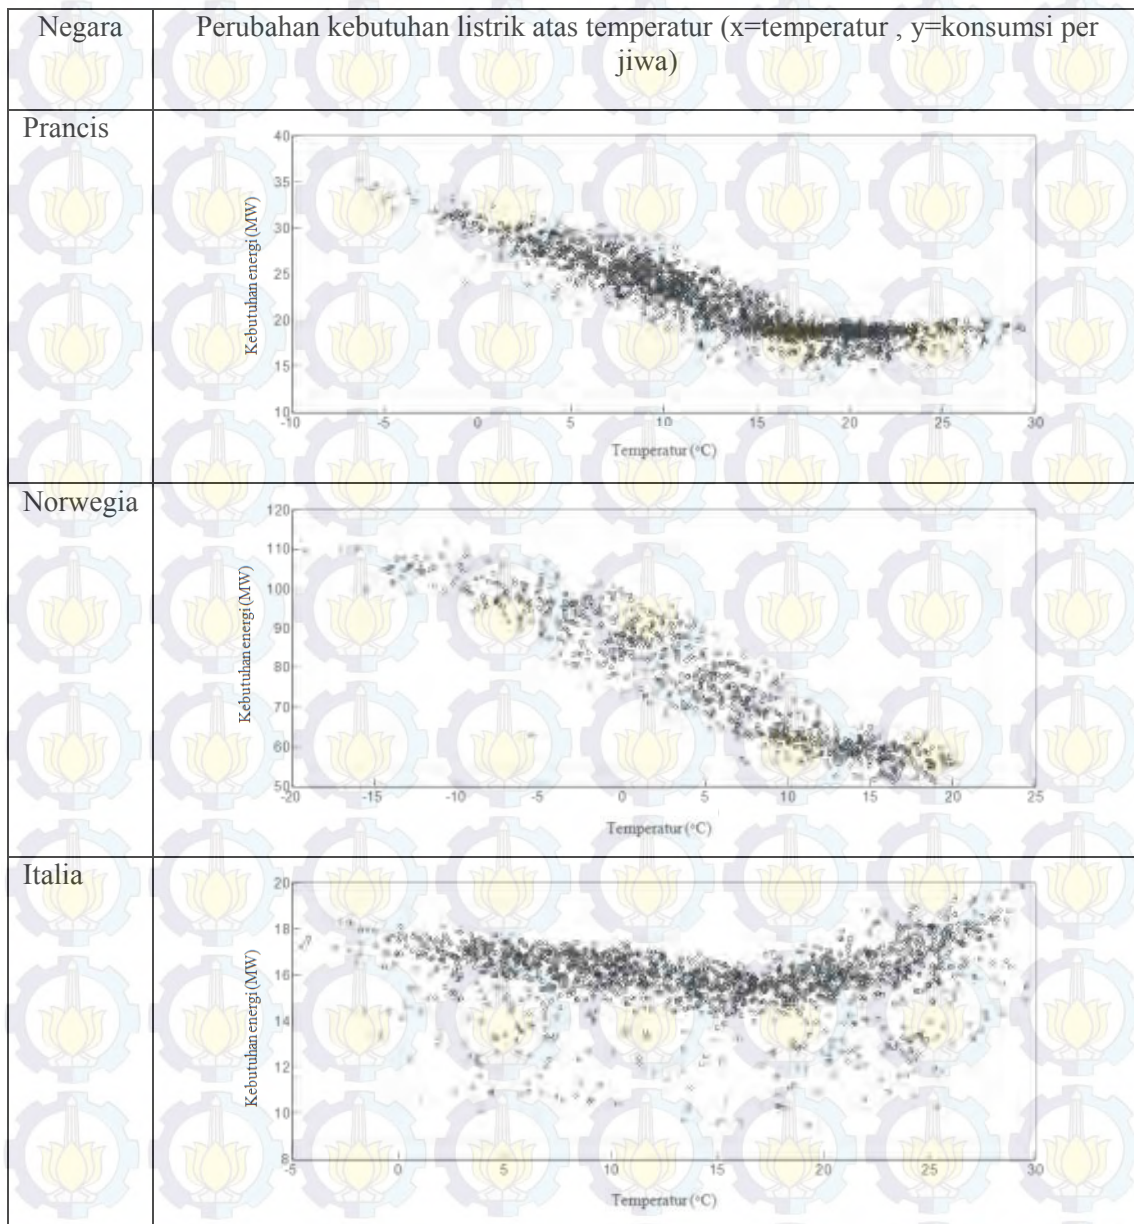 Negara
Perubahan kebutuhan listrik atas temperatur (x=temperatur , y=konsumsi per
jiwa)
Prancis
40
35
30
25
20
15
10
Kebutuhan energi (MW)
-10 -5 0 5 10 15 20 25 30
Temperatur (°C)
Norwegia
120
110
100
90
80
70
60
50
Kebutuhan energi (MW)
-20 -15 -10 -5 0 5 10 15 20 25
Temperatur (°C)
Italia
20
18
16
14
12
10
8
Kebutuhan energi (MW)
-5 0 5 10 15 20 25 30
Temperatur (°C)